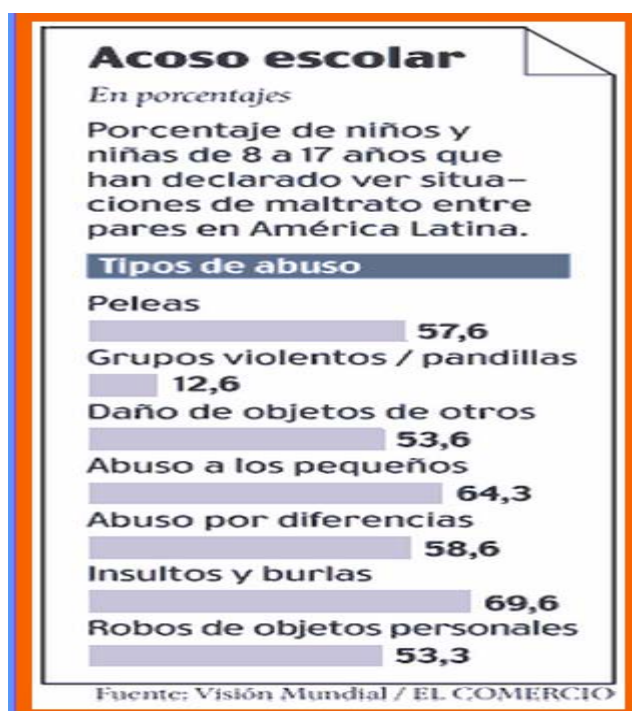 Acoso escolar
En porcentajes
Porcentaje de niños y
niñas de 8 a 17 años que
han declarado ver situa–
ciones de maltrato entre
pares en América Latina.
Tipos de abuso
Peleas
57,6
Grupos violentos / pandillas
12,6
Daño de objetos de otros
53,6
Abuso a los pequeños
64,3
Abuso por diferencias
58,6
Insultos y burlas
69,6
Robos de objetos personales
53,3
Fuente: Visión Mundial / EL COMERCIO